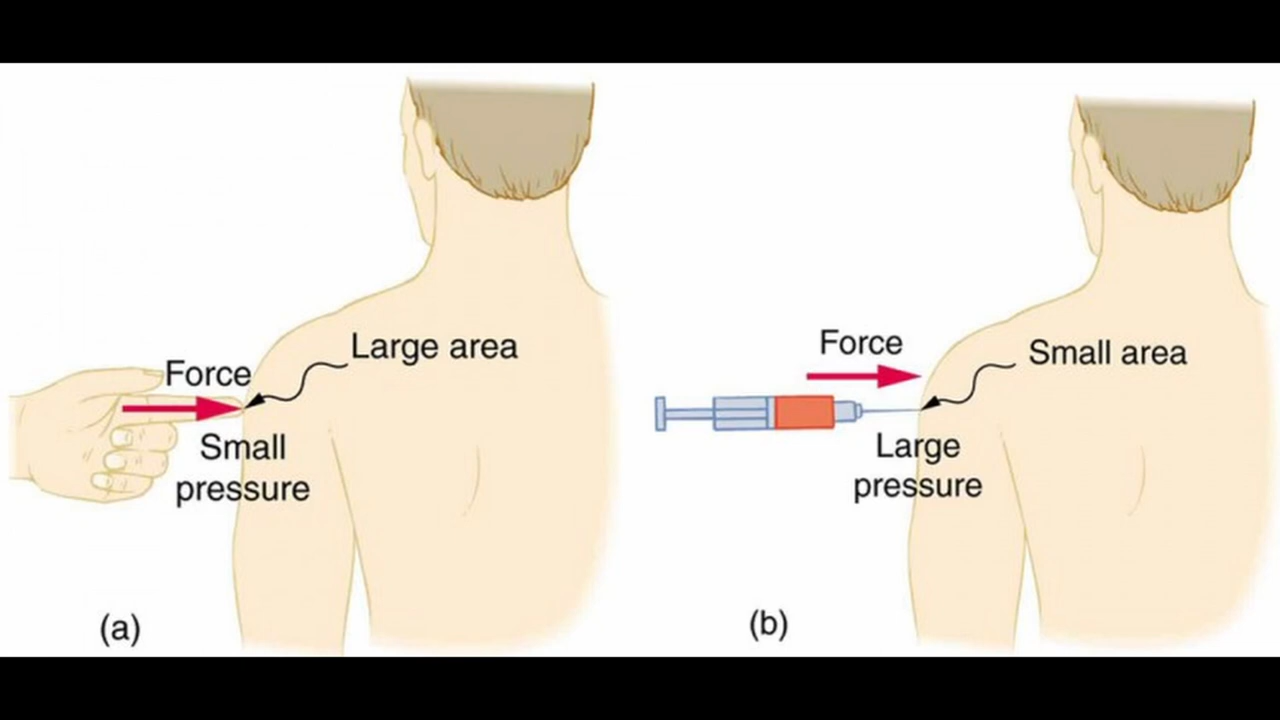 Force
Large area
Small
pressure
(a)
Force
Small area
Large
pressure
(b)